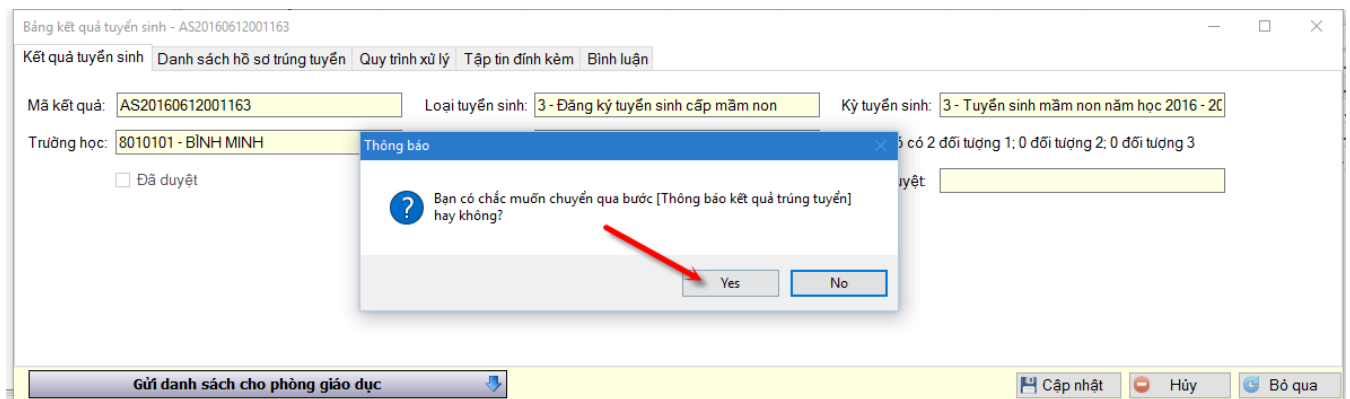 Bảng kết quả tuyển sinh - AS20160612001163
Kết quả tuyển sinh Danh sách hồ sơ trúng tuyển Quy trình xử lý Tập tin đính kèm Bình luận
Mã kết quả: AS20160612001163 Loại tuyển sinh: 3 - Đăng ký tuyển sinh cấp mầm non Kỳ tuyển sinh: 3 - Tuyển sinh mầm non năm học 2016 - 20
Trường học: 8010101 - BÌNH MINH có 2 đối tượng 1; 0 đối tượng 2; 0 đối tượng 3
Đã duyệt
Thông báo
Bạn có chắc muốn chuyển qua bước [Thông báo kết quả trúng tuyển]
hay không?
Yes No
Gửi danh sách cho phòng giáo dục Cập nhật Hủy Bỏ qua